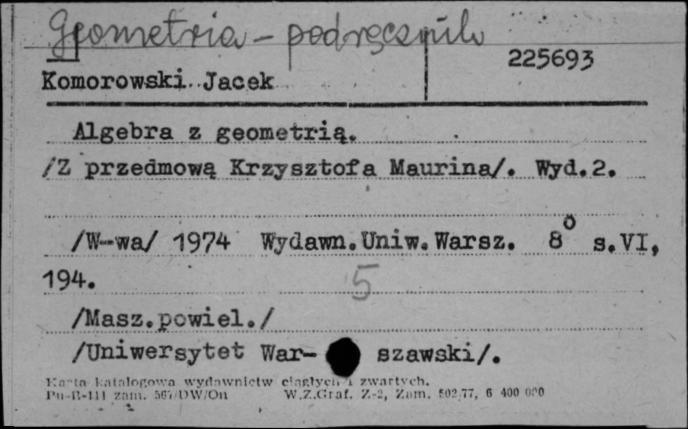 Geometria - podręcznik
225693
Komorowski Jacek
Algebra z geometrią.
/Z przedmową Krzysztofa Maurina/. Wyd.2.
/W-wa/ 1974 Wydawn.Uniw.Warsz. 8° s.VI,
194.
5
/Masz.powiel./
/Uniwersytet War- szawski/.
Karta katalogowa wydawnictw ciągłych i zwartych.
Pu-B-111 zam. 567/DW/On W.Z.Graf. Z-2, Zam. 502/77, 6 400 000